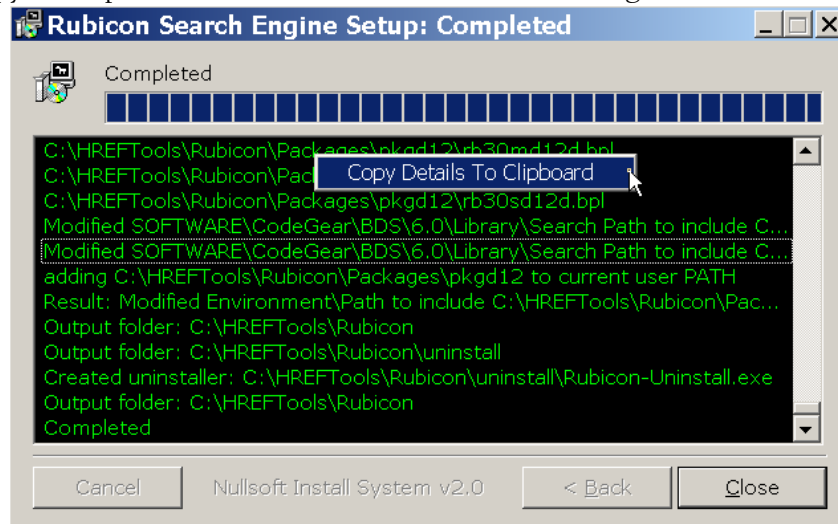 Rubicon Search Engine Setup: Completed
Completed
C:\HREFTools\Rubicon\Packages\pkgd12\rb30md12d.bpl
C:\HREFTools\Rubicon\Pac
Copy Details To Clipboard
C:\HREFTools\Rubicon\Packages\pkgd12\rb30sd12d.bpl
Modified SOFTWARE\CodeGear\BDS\6.0\Library\Search Path to include C...
Modified SOFTWARE\CodeGear\BDS\6.0\Library\Search Path to include C...
adding C:\HREFTools\Rubicon\Packages\pkgd12 to current user PATH
Result: Modified Environment\Path to include C:\HREFTools\Rubicon\Pac...
Output folder: C:\HREFTools\Rubicon
Output folder: C:\HREFTools\Rubicon\uninstall
Created uninstaller: C:\HREFTools\Rubicon\uninstall\Rubicon-Uninstall.exe
Output folder: C:\HREFTools\Rubicon
Completed
Cancel Nullsoft Install System v2.0 < Back Close